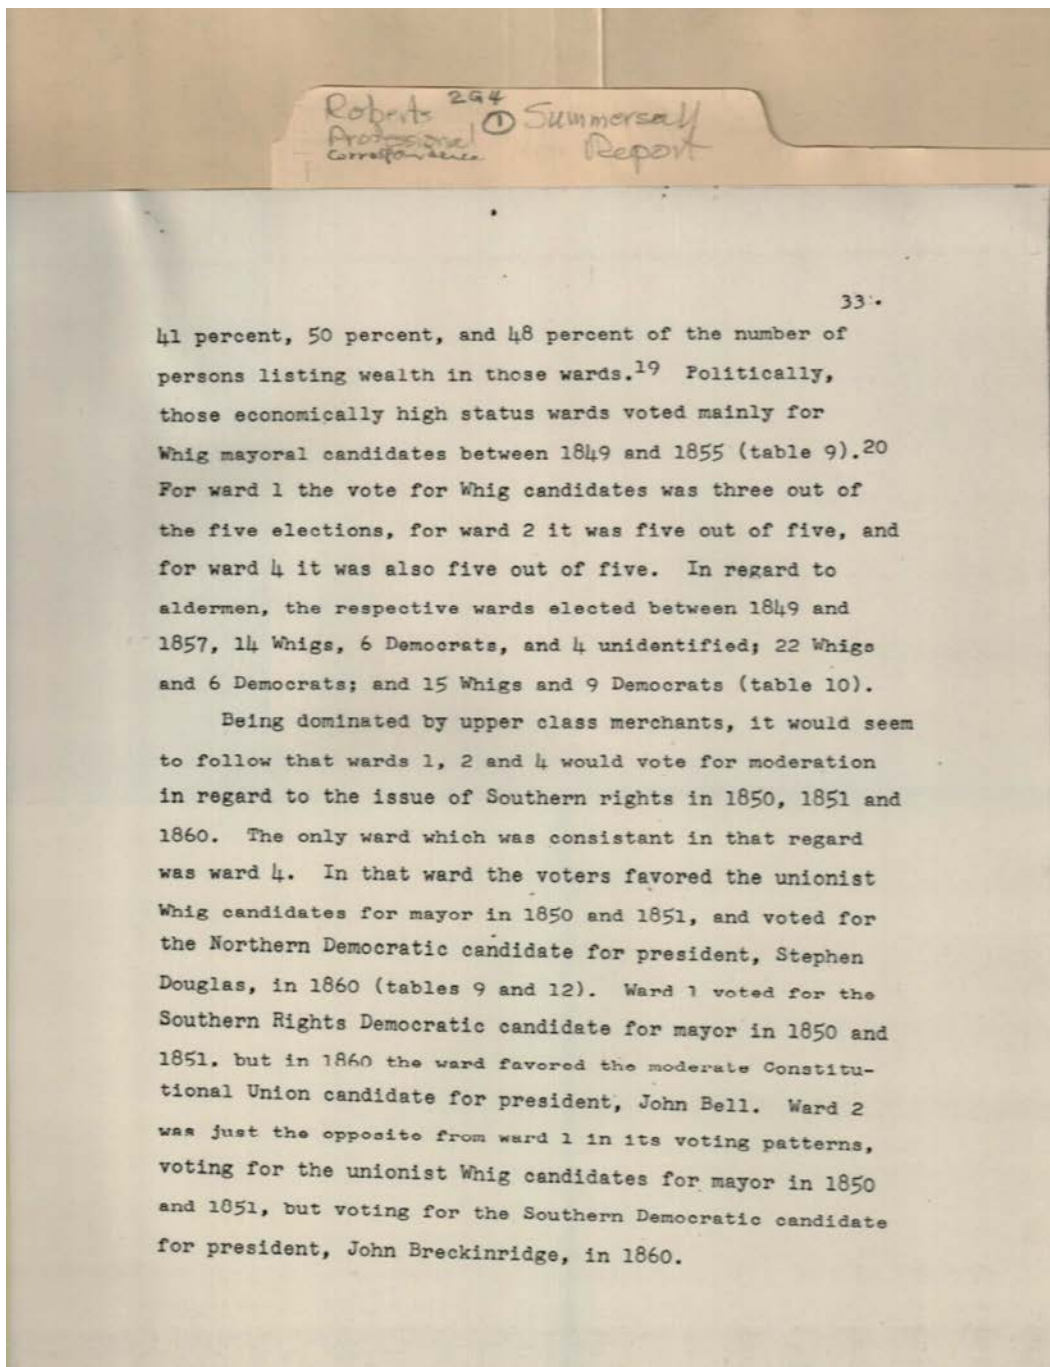 Roberts 2G4 ① Summersell
Professional Report
Correspondence
33.
41 percent, 50 percent, and 48 percent of the number of
persons listing wealth in those wards.19 Politically,
those economically high status wards voted mainly for
Whig mayoral candidates between 1849 and 1855 (table 9).20
For ward 1 the vote for Whig candidates was three out of
the five elections, for ward 2 it was five out of five, and
for ward 4 it was also five out of five. In regard to
aldermen, the respective wards elected between 1849 and
1857, 14 Whigs, 6 Democrats, and 4 unidentified; 22 Whigs
and 6 Democrats; and 15 Whigs and 9 Democrats (table 10).
Being dominated by upper class merchants, it would seem
to follow that wards 1, 2 and 4 would vote for moderation
in regard to the issue of Southern rights in 1850, 1851 and
1860. The only ward which was consistant in that regard
was ward 4. In that ward the voters favored the unionist
Whig candidates for mayor in 1850 and 1851, and voted for
the Northern Democratic candidate for president, Stephen
Douglas, in 1860 (tables 9 and 12). Ward 1 voted for the
Southern Rights Democratic candidate for mayor in 1850 and
1851, but in 1860 the ward favored the moderate Constitu-
tional Union candidate for president, John Bell. Ward 2
was just the opposite from ward 1 in its voting patterns,
voting for the unionist Whig candidates for mayor in 1850
and 1851, but voting for the Southern Democratic candidate
for president, John Breckinridge, in 1860.